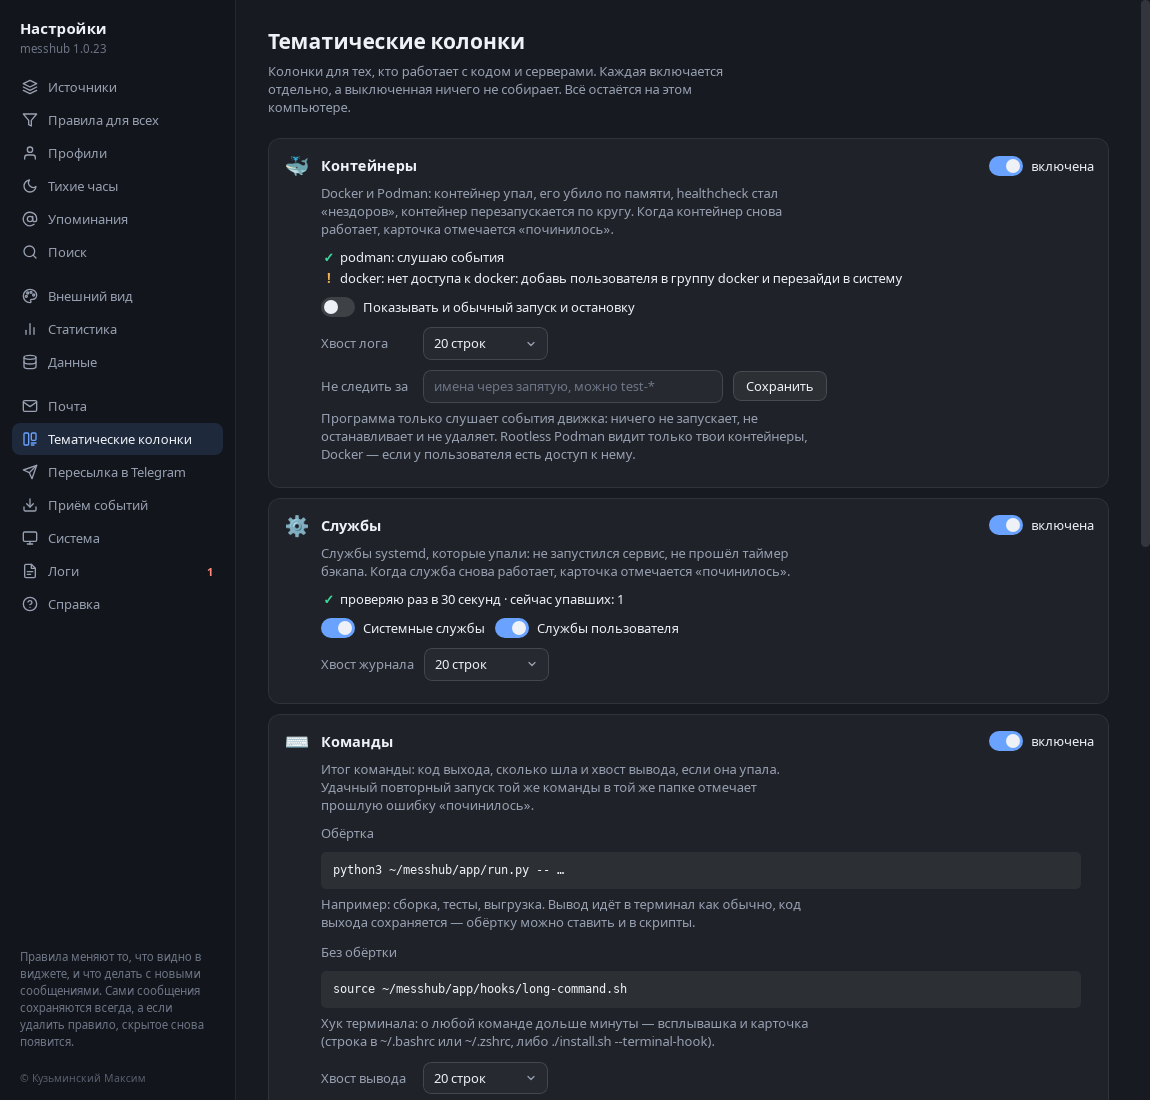 Настройки
messhub 1.0.23
Источники
Правила для всех
Профили
Тихие часы
Упоминания
Поиск
Внешний вид
Статистика
Данные
Почта
Тематические колонки
Пересылка в Telegram
Приём событий
Система
Логи 1
Справка
Правила меняют то, что видно в
виджете, и что делать с новыми
сообщениями. Сами сообщения
сохраняются всегда, а если
удалить правило, скрытое снова
появится.
© Кузьминский Максим
Тематические колонки
Колонки для тех, кто работает с кодом и серверами. Каждая включается
отдельно, а выключенная ничего не собирает. Всё остаётся на этом
компьютере.
Контейнеры включена
Docker и Podman: контейнер упал, его убило по памяти, healthcheck стал
«нездоров», контейнер перезапускается по кругу. Когда контейнер снова
работает, карточка отмечается «починилось».
✓ podman: слушаю события
! docker: нет доступа к docker: добавь пользователя в группу docker и перезайди в систему
Показывать и обычный запуск и остановку
Хвост лога 20 строк
Не следить за имена через запятую, можно test-* Сохранить
Программа только слушает события движка: ничего не запускает, не
останавливает и не удаляет. Rootless Podman видит только твои контейнеры,
Docker — если у пользователя есть доступ к нему.
Службы включена
Службы systemd, которые упали: не запустился сервис, не прошёл таймер
бэкапа. Когда служба снова работает, карточка отмечается «починилось».
✓ проверяю раз в 30 секунд · сейчас упавших: 1
Системные службы Службы пользователя
Хвост журнала 20 строк
Команды включена
Итог команды: код выхода, сколько шла и хвост вывода, если она упала.
Удачный повторный запуск той же команды в той же папке отмечает
прошлую ошибку «починилось».
Обёртка
python3 ~/messhub/app/run.py -- …
Например: сборка, тесты, выгрузка. Вывод идёт в терминал как обычно, код
выхода сохраняется — обёртку можно ставить и в скрипты.
Без обёртки
source ~/messhub/app/hooks/long-command.sh
Хук терминала: о любой команде дольше минуты — всплывашка и карточка
(строка в ~/.bashrc или ~/.zshrc, либо ./install.sh --terminal-hook).
Хвост вывода 20 строк